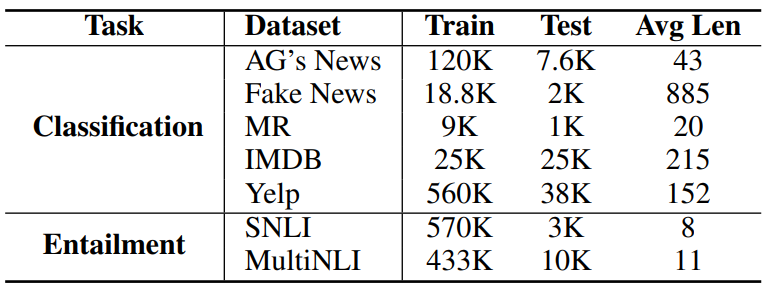 Task Dataset Train Test Avg Len
AG's News 120K 7.6K 43
Fake News 18.8K 2K 885
Classification MR 9K 1K 20
IMDB 25K 25K 215
Yelp 560K 38K 152
SNLI 570K 3K 8
Entailment
MultiNLI 433K 10K 11